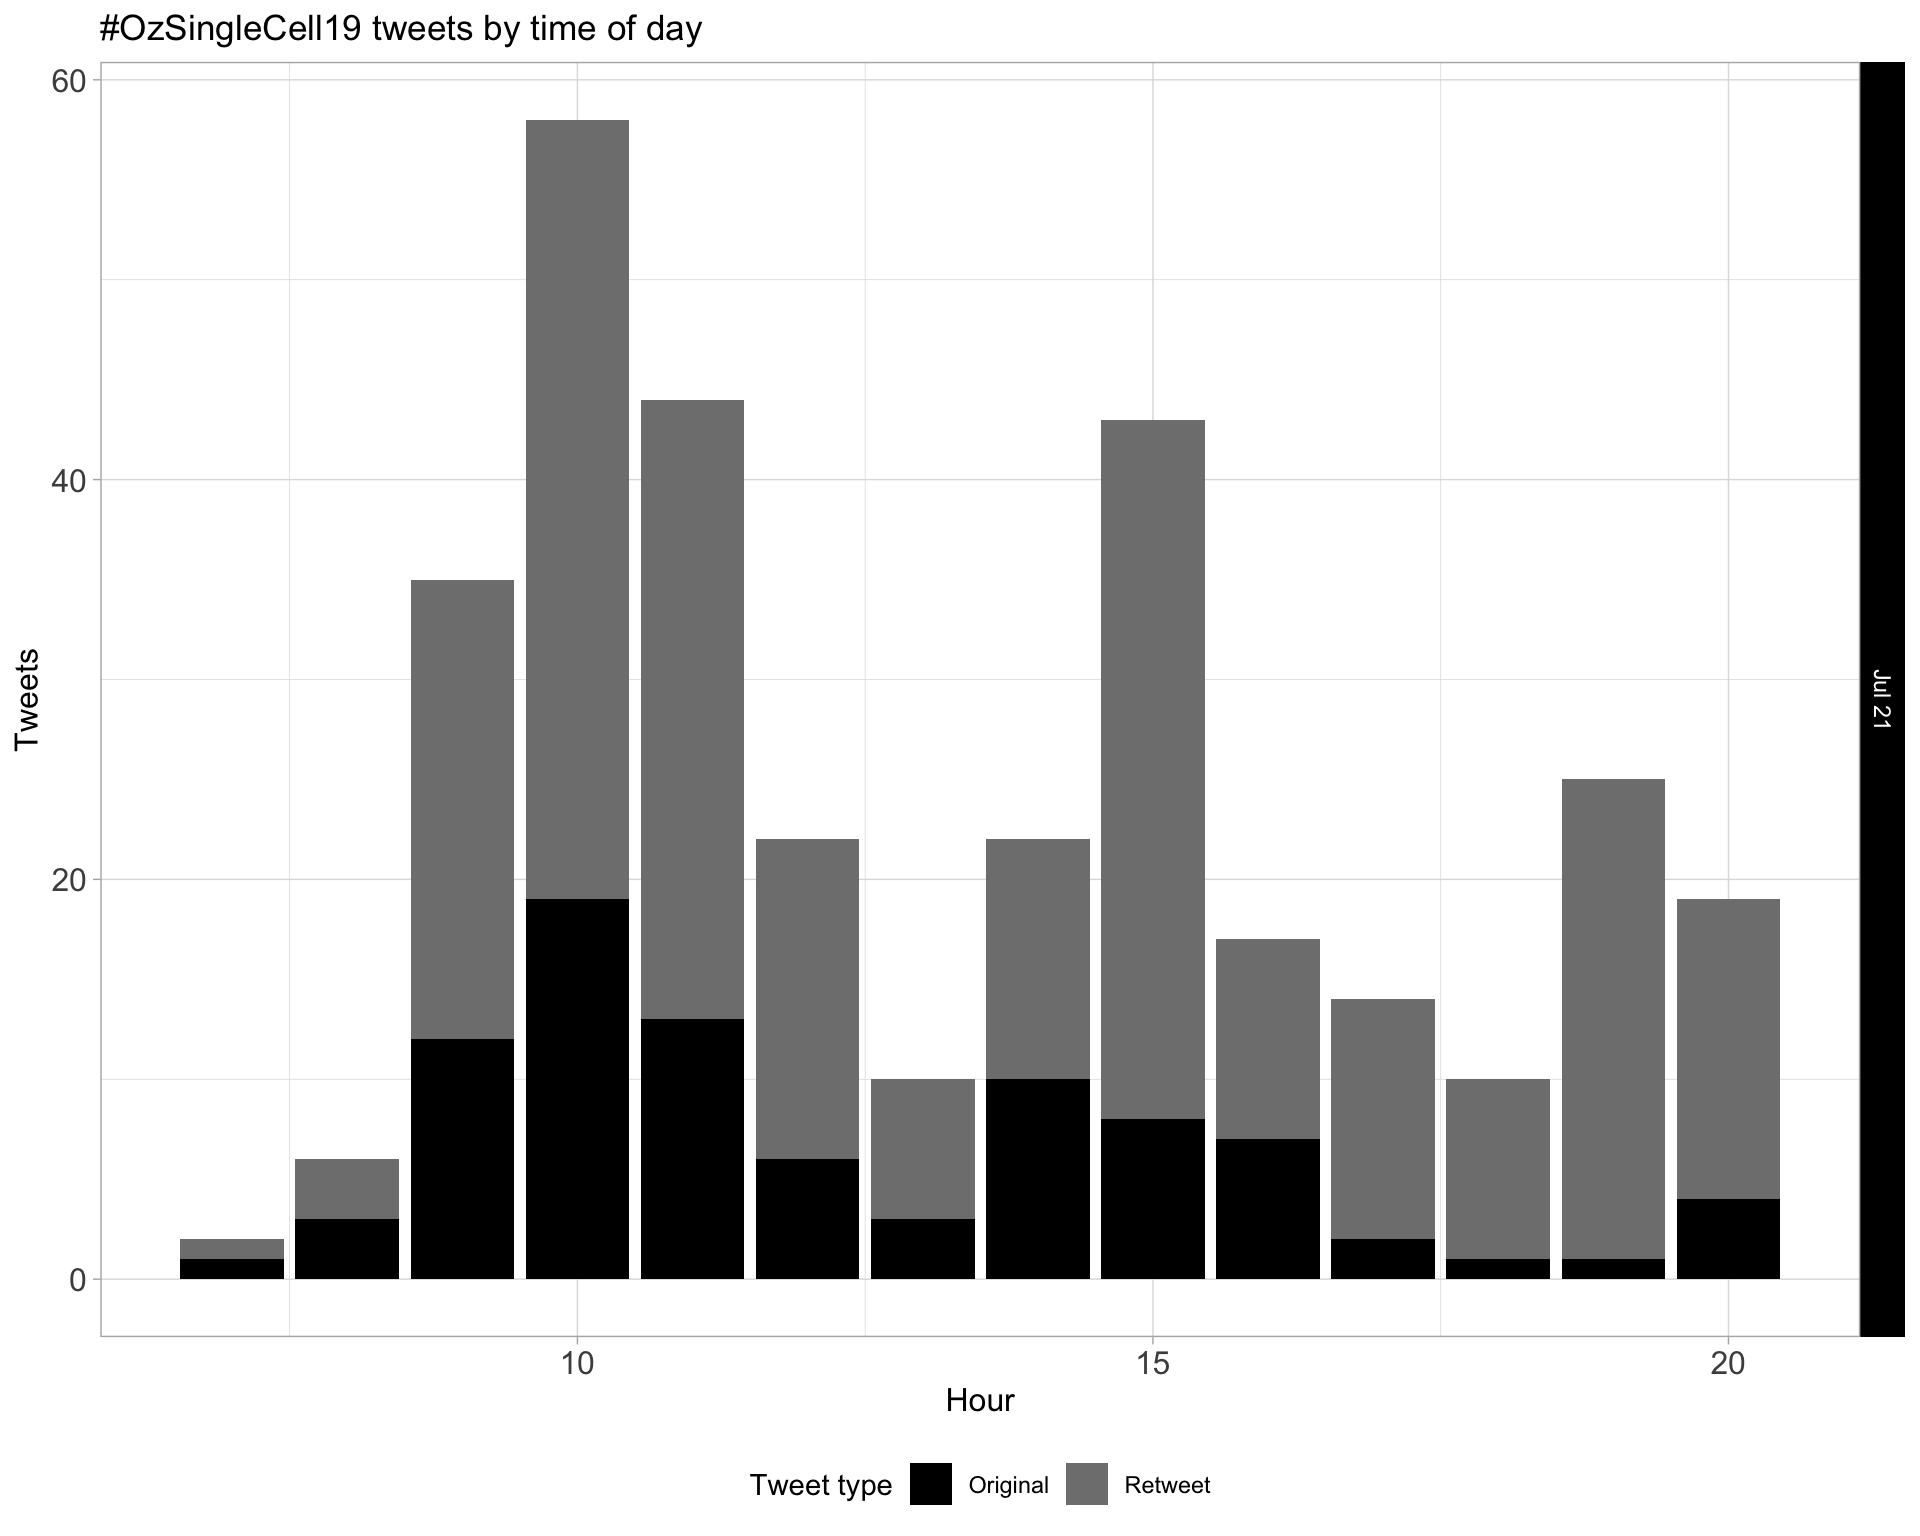 #OzSingleCell19 tweets by time of day
60
40
20
0
Tweets
Jul 21
10 15 20
Hour
Tweet type Original Retweet